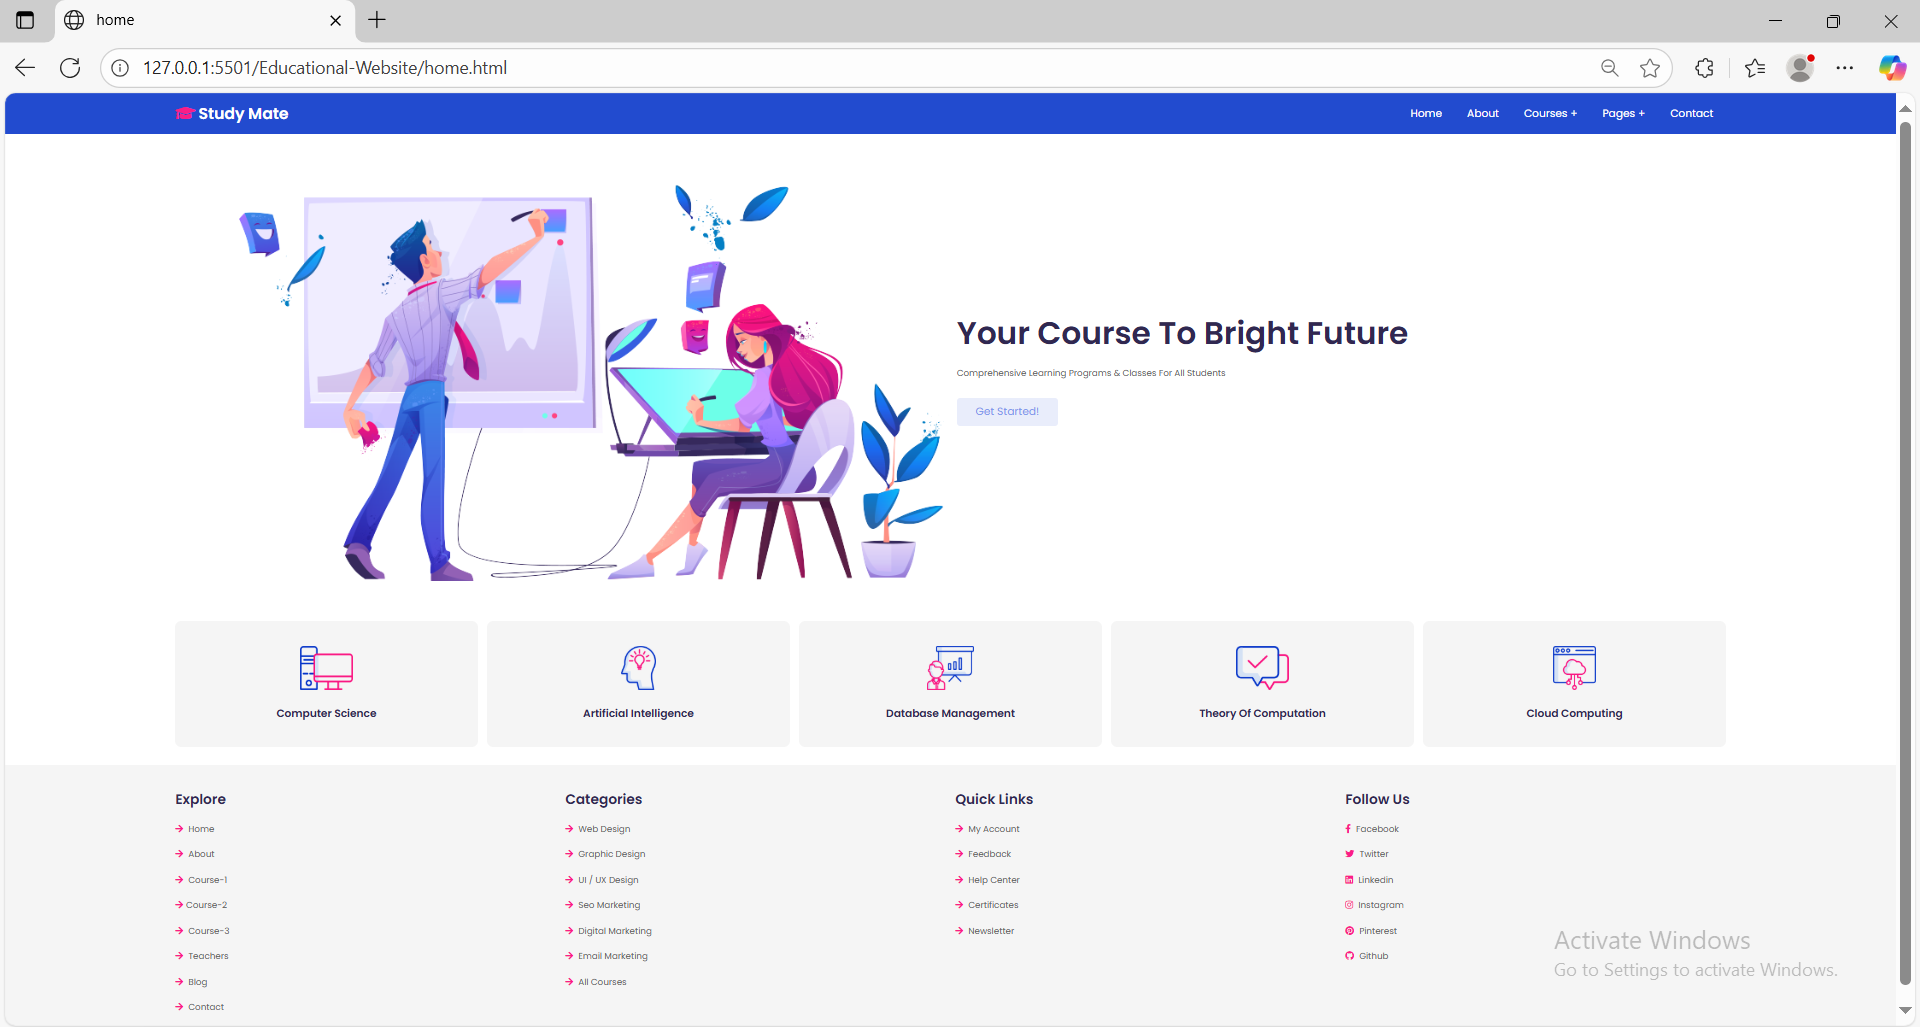 home
127.0.0.1:5501/Educational-Website/home.html
Study Mate
Home About Courses + Pages + Contact
Your Course To Bright Future
Comprehensive Learning Programs & Classes For All Students
Get Started!
Computer Science
Artificial Intelligence
Database Management
Theory Of Computation
Cloud Computing
Explore
Home
About
Course-1
Course-2
Course-3
Teachers
Blog
Contact
Categories
Web Design
Graphic Design
UI / UX Design
Seo Marketing
Digital Marketing
Email Marketing
All Courses
Quick Links
My Account
Feedback
Help Center
Certificates
Newsletter
Follow Us
Facebook
Twitter
Linkedin
Instagram
Pinterest
Github
Activate Windows
Go to Settings to activate Windows.